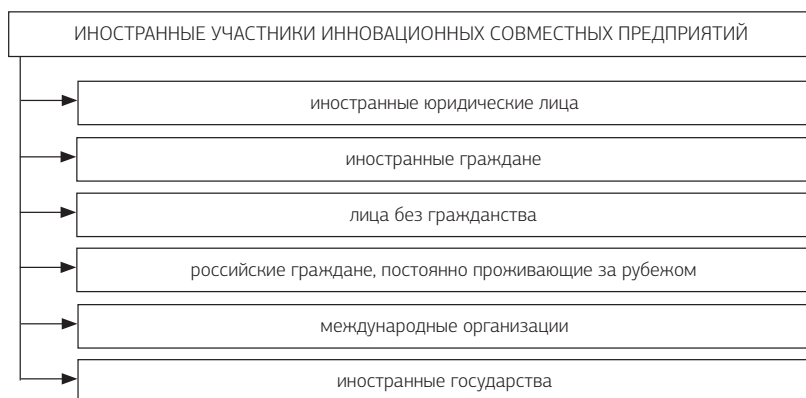 ИНОСТРАННЫЕ УЧАСТНИКИ ИННОВАЦИОННЫХ СОВМЕСТНЫХ ПРЕДПРИЯТИЙ
иностранные юридические лица
иностранные граждане
лица без гражданства
российские граждане, постоянно проживающие за рубежом
международные организации
иностранные государства